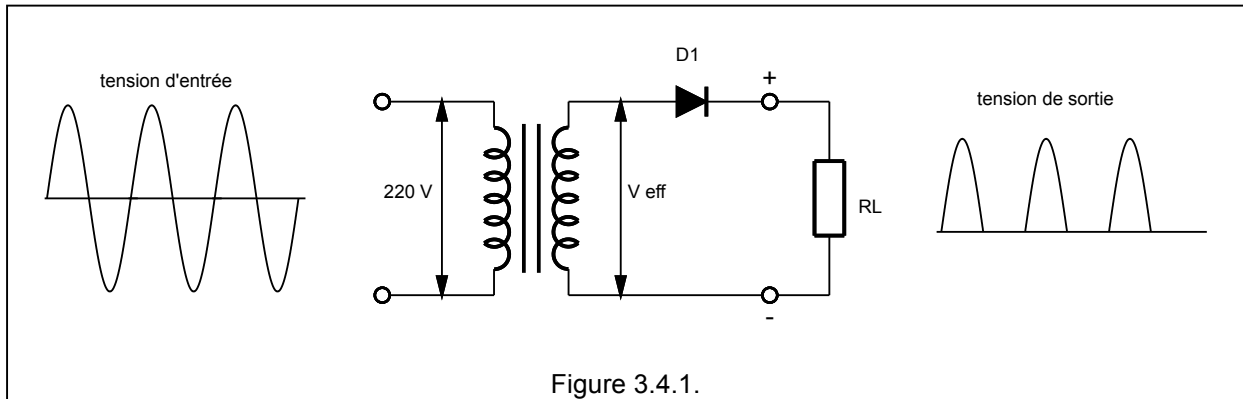 D1
tension d'entrée
+
tension de sortie
220 V
V eff
RL
-
Figure 3.4.1.